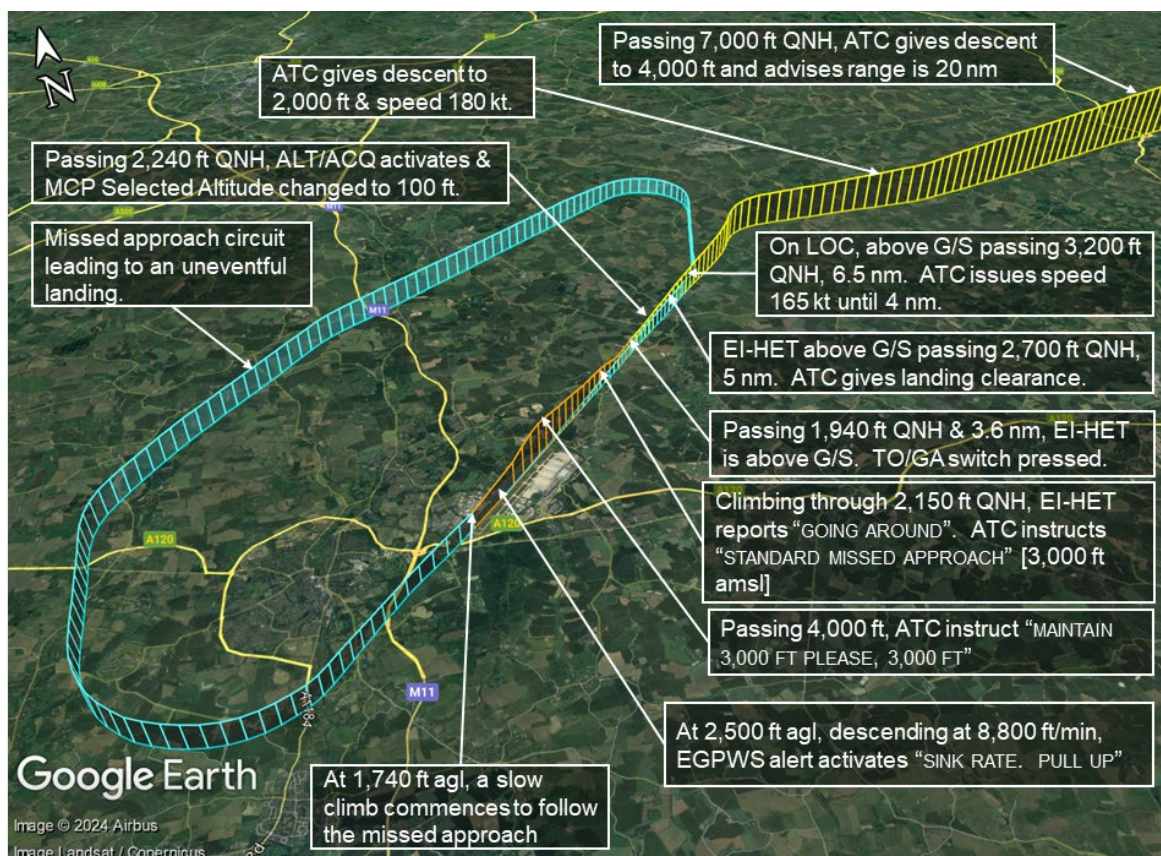 Passing 7,000 ft QNH, ATC gives descent
to 4,000 ft and advises range is 20 nm
ATC gives descent to
2,000 ft & speed 180 kt.
N
Passing 2,240 ft QNH, ALT/ACQ activates &
MCP Selected Altitude changed to 100 ft.
M11
Missed approach circuit
leading to an uneventful
landing.
On LOC, above G/S passing 3,200 ft
QNH, 6.5 nm. ATC issues speed
165 kt until 4 nm.
M11
EI-HET above G/S passing 2,700 ft QNH,
5 nm. ATC gives landing clearance.
A120
Passing 1,940 ft QNH & 3.6 nm, EI-HET
is above G/S. TO/GA switch pressed.
A120
Climbing through 2,150 ft QNH, EI-HET
reports “GOING AROUND”. ATC instructs
“STANDARD MISSED APPROACH” [3,000 ft
amsl]
A120
A120
Passing 4,000 ft, ATC instruct “MAINTAIN
3,000 FT PLEASE, 3,000 FT”
M11
A1184
At 2,500 ft agl, descending at 8,800 ft/min,
EGPWS alert activates “SINK RATE. PULL UP”
Google Earth
At 1,740 ft agl, a slow
climb commences to follow
the missed approach
Image © 2024 Airbus
Image Landsat / Copernicus